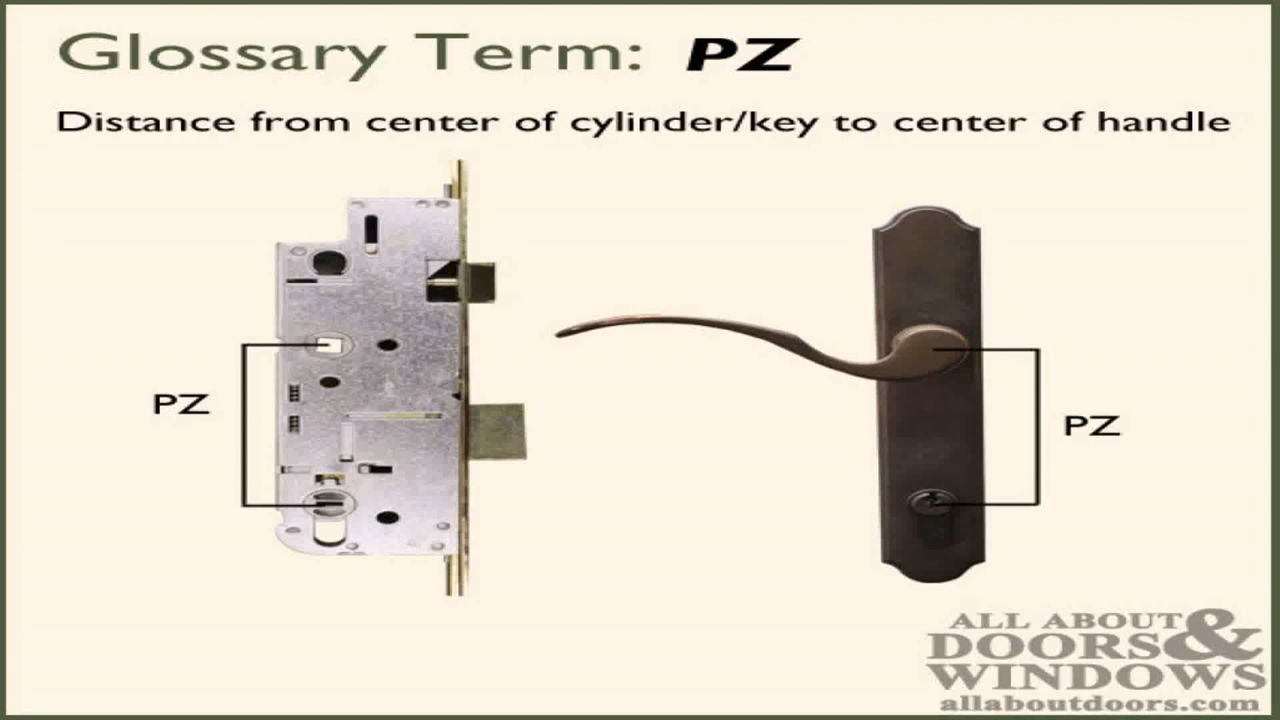 Glossary Term: PZ
Distance from center of cylinder/key to center of handle
PZ
PZ
ALL ABOUT
DOORS &
WINDOWS
allaboutdoors.com